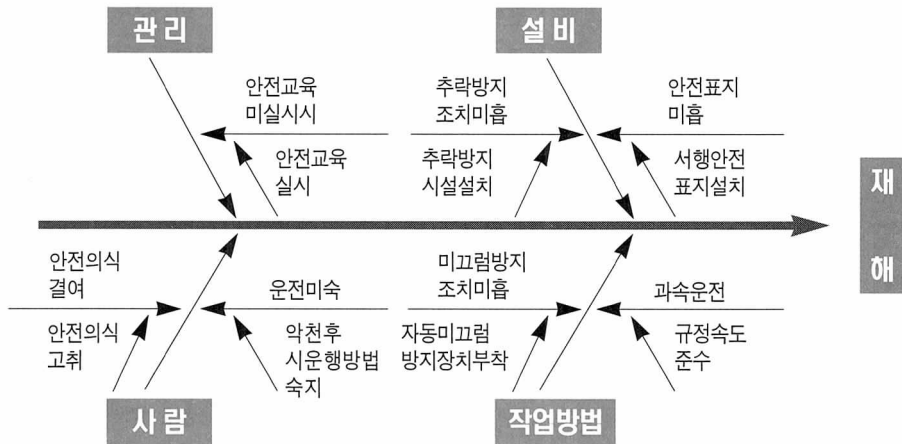 관리
설비
안전교육
미실시시
추락방지
조치미흡
안전표지
미흡
안전교육
실시
추락방지
시설설치
서행안전
표지설치
재
해
안전의식
결여
운전미숙
미끄럼방지
조치미흡
과속운전
안전의식
고취
악천후
시운행방법
숙지
자동미끄럼
방지장치부착
규정속도
준수
사람
작업방법